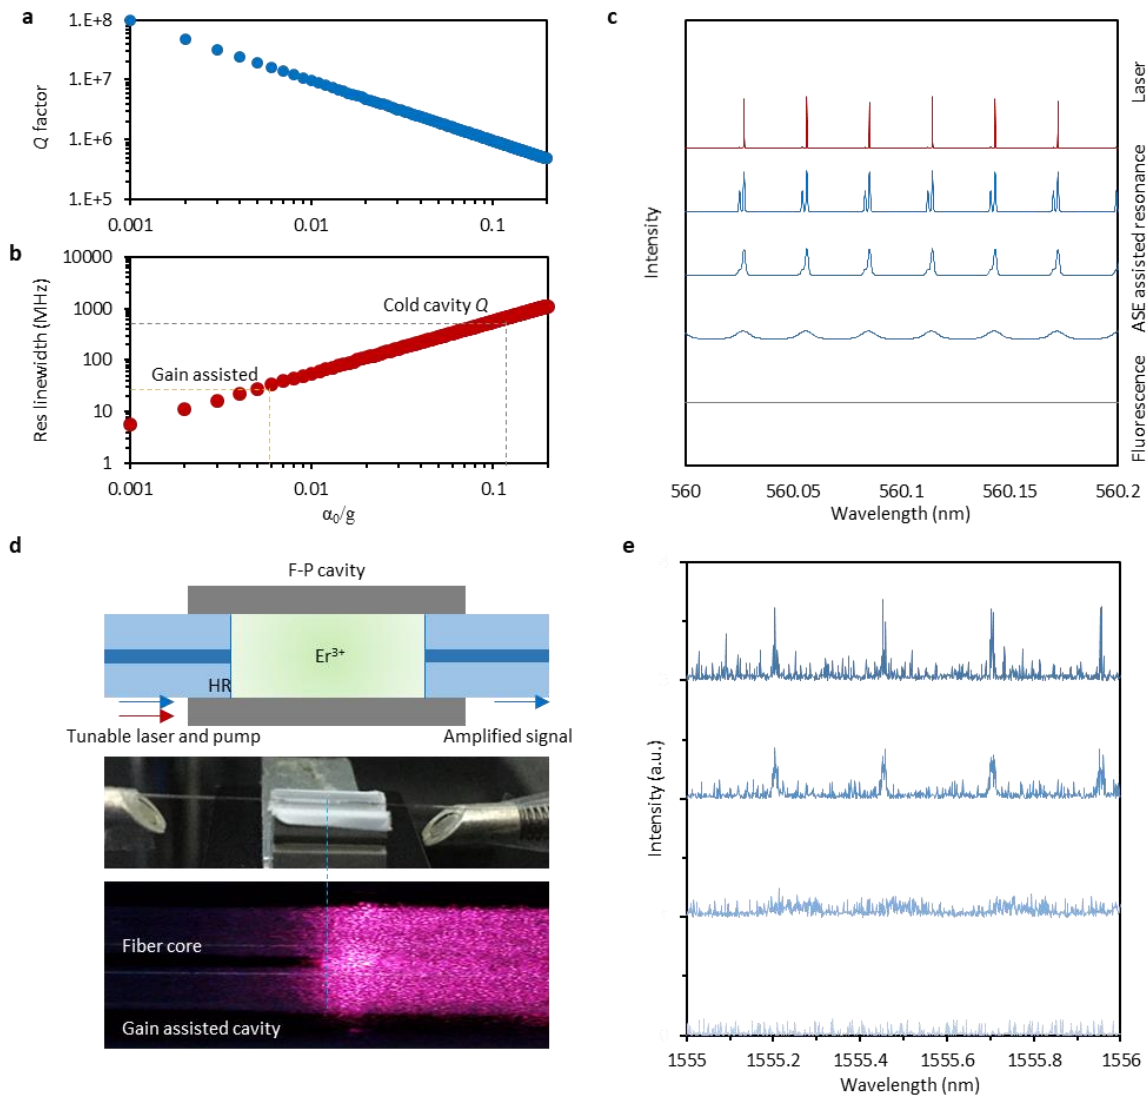 a
1.E+8
1.E+7
1.E+6
1.E+5
Q factor
0.001
0.01
0.1
b
10000
1000
100
10
1
Res linewidth (MHz)
Cold cavity Q
Gain assisted
0.001
0.01
0.1
α₀/g
c
Intensity
Laser
ASE assisted resonance
Fluorescence
560
560.05
560.1
560.15
560.2
Wavelength (nm)
d
F-P cavity
Er³⁺
HR
Tunable laser and pump
Amplified signal
Fiber core
Gain assisted cavity
e
Intensity (a.u.)
1555
1555.2
1555.4
1555.6
1555.8
1556
Wavelength (nm)